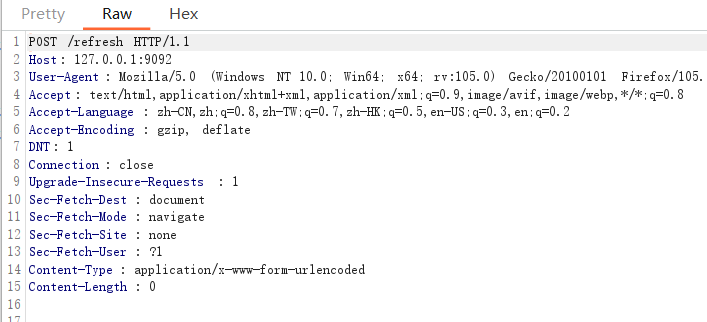 Pretty Raw Hex
1 POST /refresh HTTP/1.1
2 Host: 127.0.0.1:9092
3 User-Agent: Mozilla/5.0 (Windows NT 10.0; Win64; x64; rv:105.0) Gecko/20100101 Firefox/105.
4 Accept: text/html,application/xhtml+xml,application/xml;q=0.9,image/avif,image/webp,*/*;q=0.8
5 Accept-Language: zh-CN,zh;q=0.8,zh-TW;q=0.7,zh-HK;q=0.5,en-US;q=0.3,en;q=0.2
6 Accept-Encoding: gzip, deflate
7 DNT: 1
8 Connection: close
9 Upgrade-Insecure-Requests : 1
10 Sec-Fetch-Dest: document
11 Sec-Fetch-Mode: navigate
12 Sec-Fetch-Site: none
13 Sec-Fetch-User: ?1
14 Content-Type: application/x-www-form-urlencoded
15 Content-Length: 0
16
17